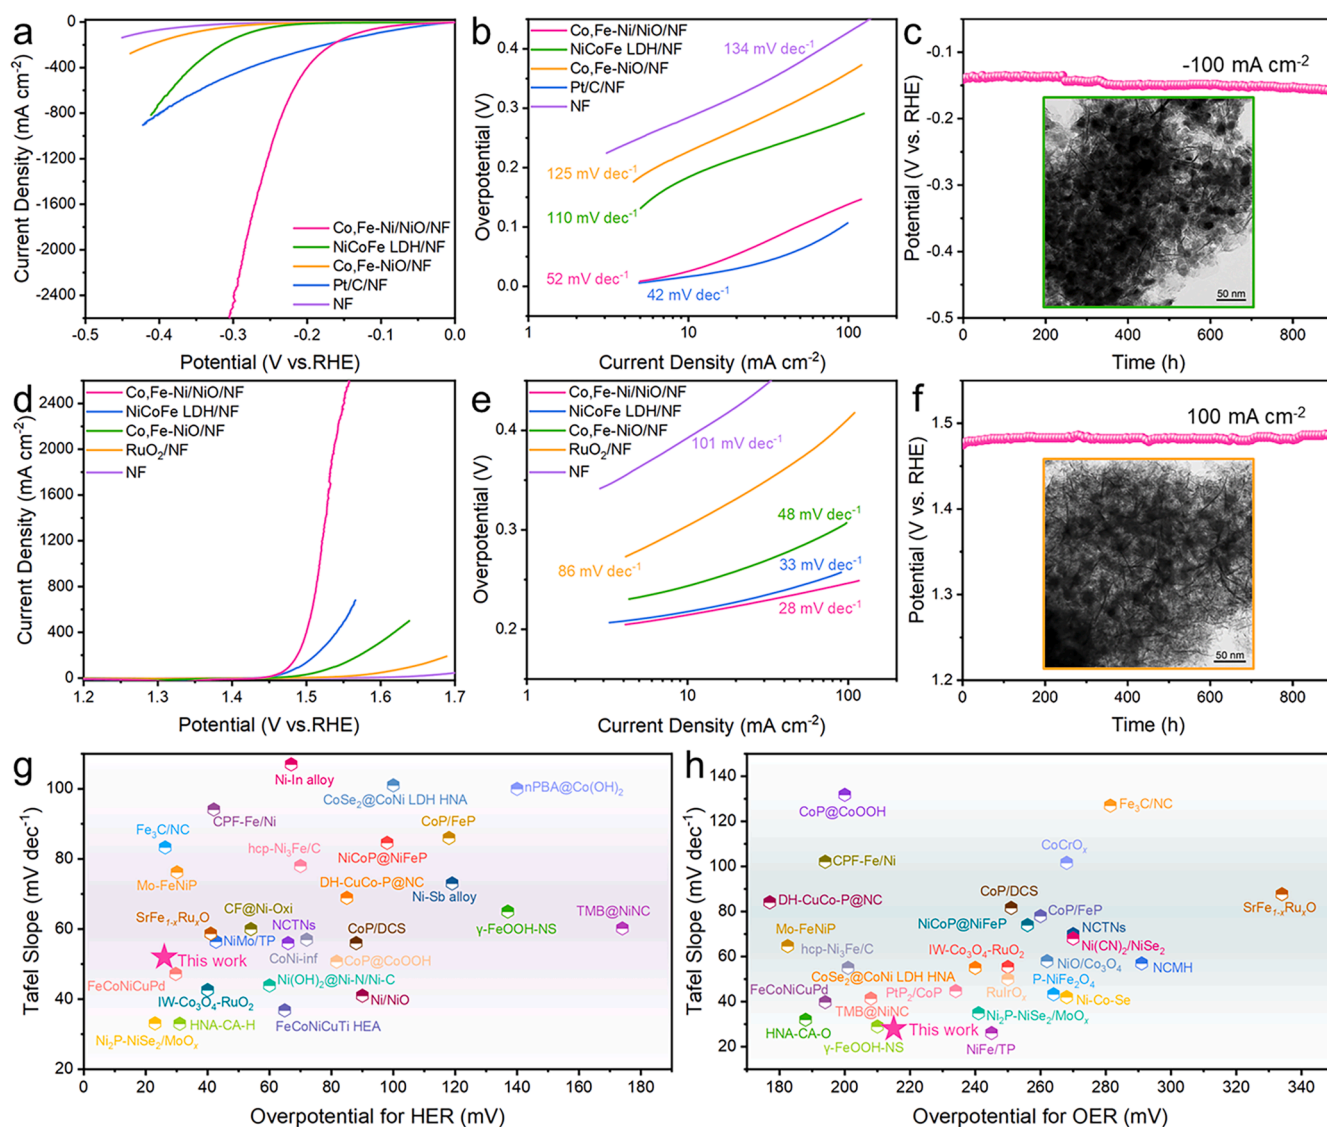 a
Current Density (mA cm-2)
0
-400
-800
-1200
-1600
-2000
-2400
Co,Fe-Ni/NiO/NF
NiCoFe LDH/NF
Co,Fe-NiO/NF
Pt/C/NF
NF
-0.5
-0.4
-0.3
-0.2
-0.1
0.0
Potential (V vs.RHE)
b
Overpotential (V)
0.4
0.3
0.2
0.1
0.0
Co,Fe-Ni/NiO/NF
NiCoFe LDH/NF
Co,Fe-NiO/NF
Pt/C/NF
NF
134 mV dec-1
125 mV dec-1
110 mV dec-1
52 mV dec-1
42 mV dec-1
1
10
100
Current Density (mA cm-2)
c
Potential (V vs. RHE)
-0.1
-0.2
-0.3
-0.4
-0.5
-100 mA cm-2
50 nm
0
200
400
600
800
Time (h)
d
Current Density (mA cm-2)
2400
2000
1600
1200
800
400
0
Co,Fe-Ni/NiO/NF
NiCoFe LDH/NF
Co,Fe-NiO/NF
RuO2/NF
NF
1.2
1.3
1.4
1.5
1.6
1.7
Potential (V vs.RHE)
e
Overpotential (V)
0.4
0.3
0.2
Co,Fe-Ni/NiO/NF
NiCoFe LDH/NF
Co,Fe-NiO/NF
RuO2/NF
NF
101 mV dec-1
48 mV dec-1
86 mV dec-1
33 mV dec-1
28 mV dec-1
1
10
100
Current Density (mA cm-2)
f
Potential (V vs. RHE)
1.5
1.4
1.3
1.2
100 mA cm-2
50 nm
0
200
400
600
800
Time (h)
g
Tafel Slope (mV dec-1)
100
80
60
40
20
Ni-In alloy
CoSe2@CoNi LDH HNA
nPBA@Co(OH)2
CPF-Fe/Ni
CoP/FeP
Fe3C/NC
hcp-Ni3Fe/C
NiCoP@NiFeP
Mo-FeNiP
DH-CuCo-P@NC
Ni-Sb alloy
SrFe1-xRuxO
CF@Ni-Oxi
NCTNs
CoP/DCS
γ-FeOOH-NS
TMB@NiNC
NiMo/TP
CoNi-inf
This work
CoP@CoOOH
FeCoNiCuPd
Ni(OH)2@Ni-N/Ni-C
IW-Co3O4-RuO2
Ni/NiO
HNA-CA-H
FeCoNiCuTi HEA
Ni2P-NiSe2/MoOx
0
20
40
60
80
100
120
140
160
180
Overpotential for HER (mV)
h
Tafel Slope (mV dec-1)
140
120
100
80
60
40
20
CoP@CoOOH
Fe3C/NC
CPF-Fe/Ni
CoCrOx
DH-CuCo-P@NC
CoP/DCS
CoP/FeP
SrFe1-xRuxO
NiCoP@NiFeP
NCTNs
Mo-FeNiP
Ni(CN)2/NiSe2
hcp-Ni3Fe/C
IW-Co3O4-RuO2
NiO/Co3O4
NCMH
CoSe2@CoNi LDH HNA
P-NiFe2O4
FeCoNiCuPd
PtP2/CoP
RuIrOx
Ni-Co-Se
TMB@NiNC
HNA-CA-O
This work
Ni2P-NiSe2/MoOx
γ-FeOOH-NS
NiFe/TP
180
200
220
240
260
280
300
320
340
Overpotential for OER (mV)